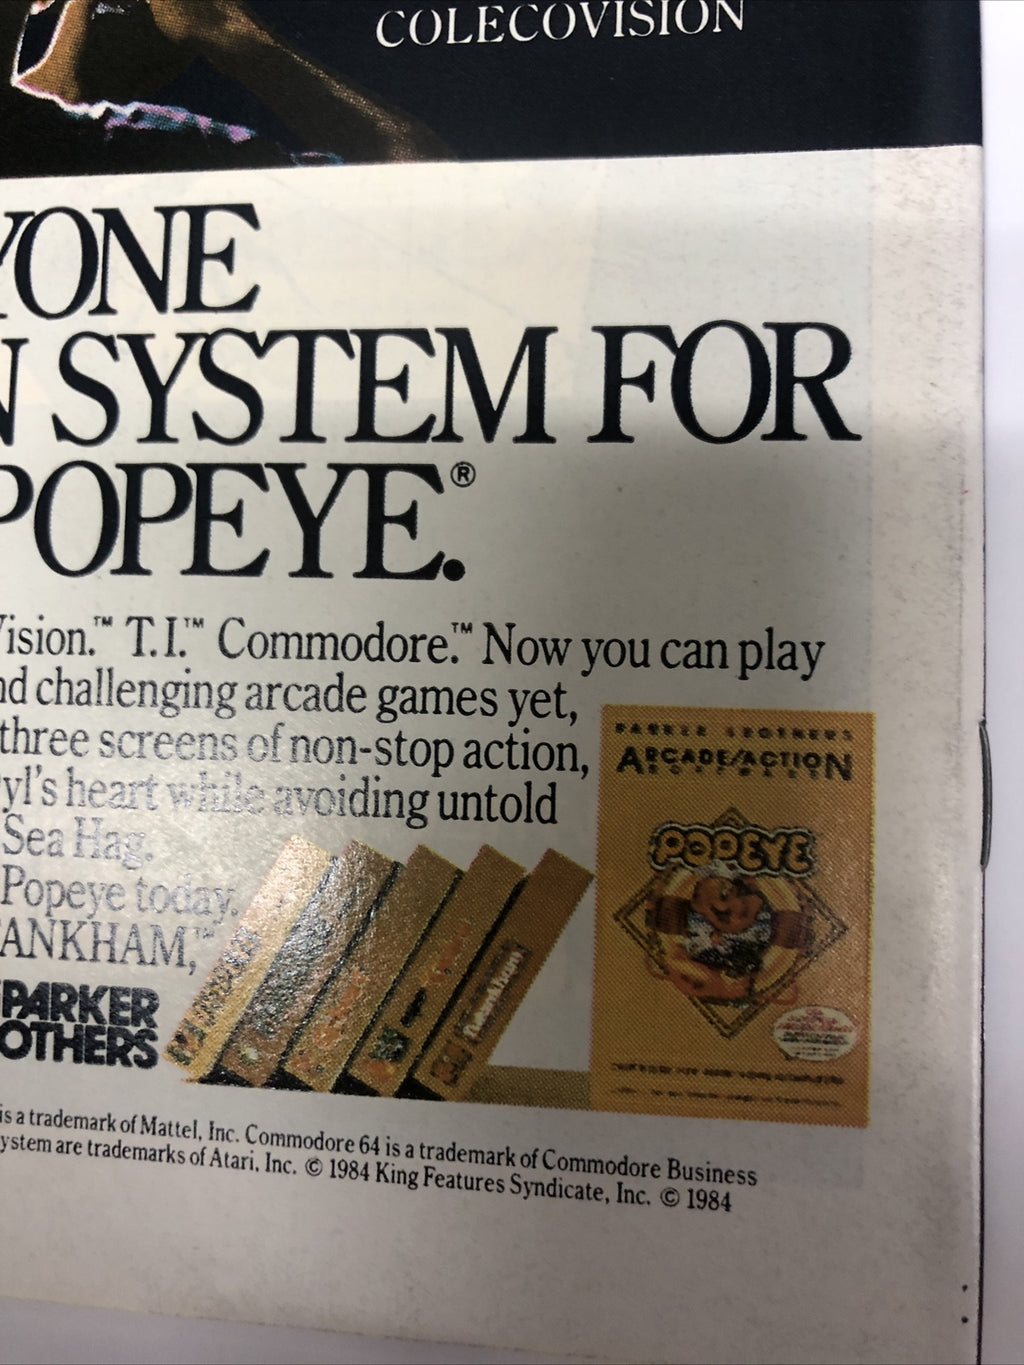 COLECOVISION
YONE
N SYSTEM FOR
POPEYE.®
Vision.™ T.I.™ Commodore.™ Now you can play
nd challenging arcade games yet,
three screens of non-stop action,
yl's heart while avoiding untold
Sea Hag.
Popeye today.
TANKHAM,™
PARKER
OTHERS
PARKER BROTHERS
ARCADE/ACTION
POPEYE
is a trademark of Mattel, Inc. Commodore 64 is a trademark of Commodore Business
ystem are trademarks of Atari, Inc. © 1984 King Features Syndicate, Inc. © 1984